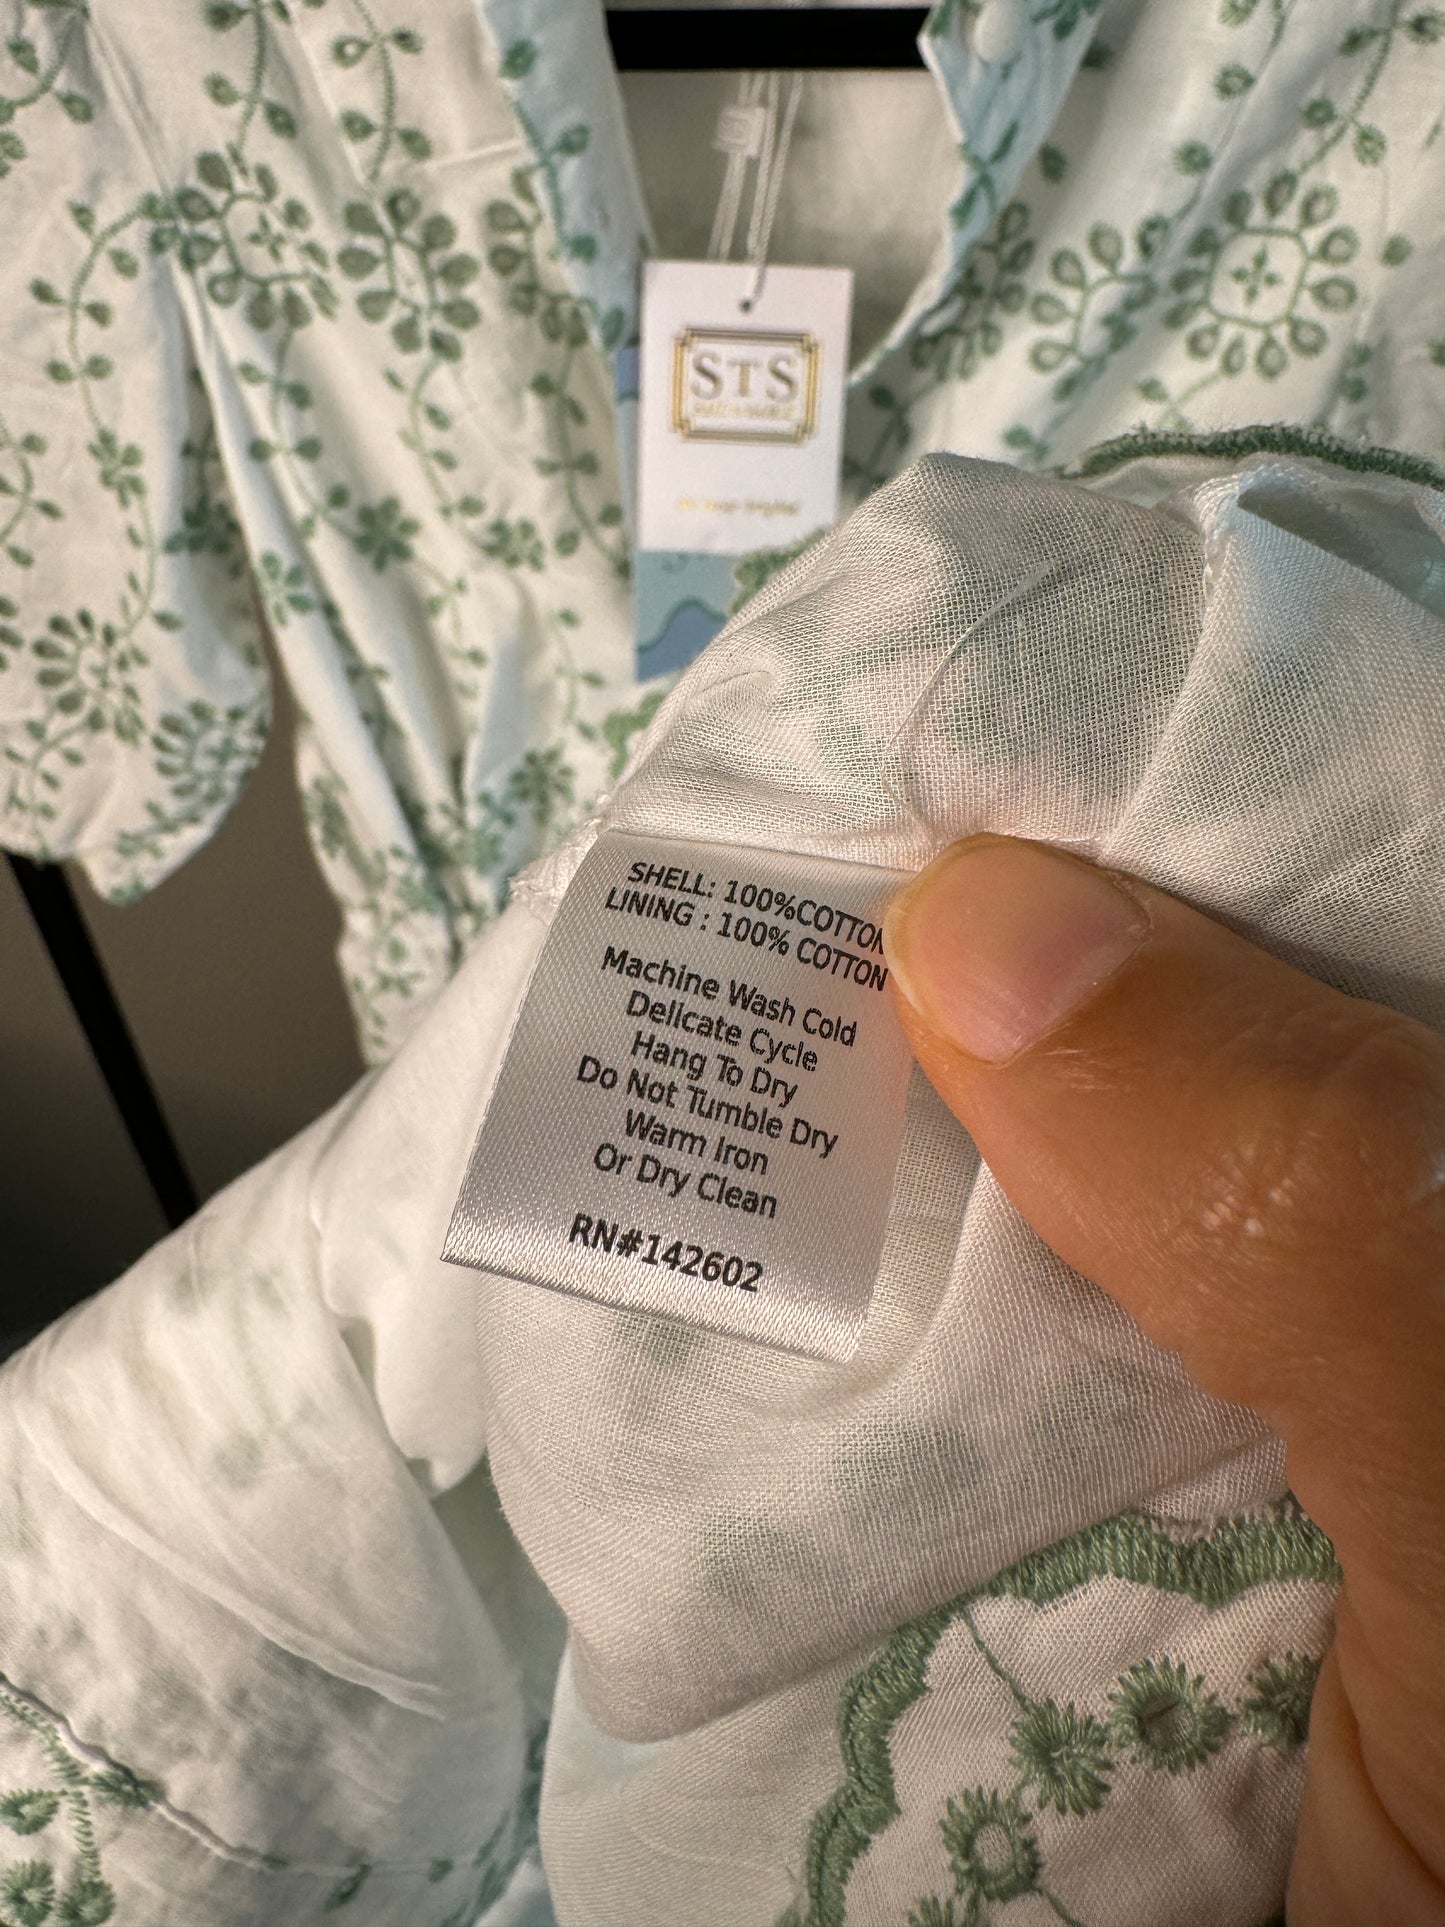 STS
SHELL: 100%COTTON
LINING : 100% COTTON
Machine Wash Cold
Delicate Cycle
Hang To Dry
Do Not Tumble Dry
Warm Iron
Or Dry Clean
RN#142602